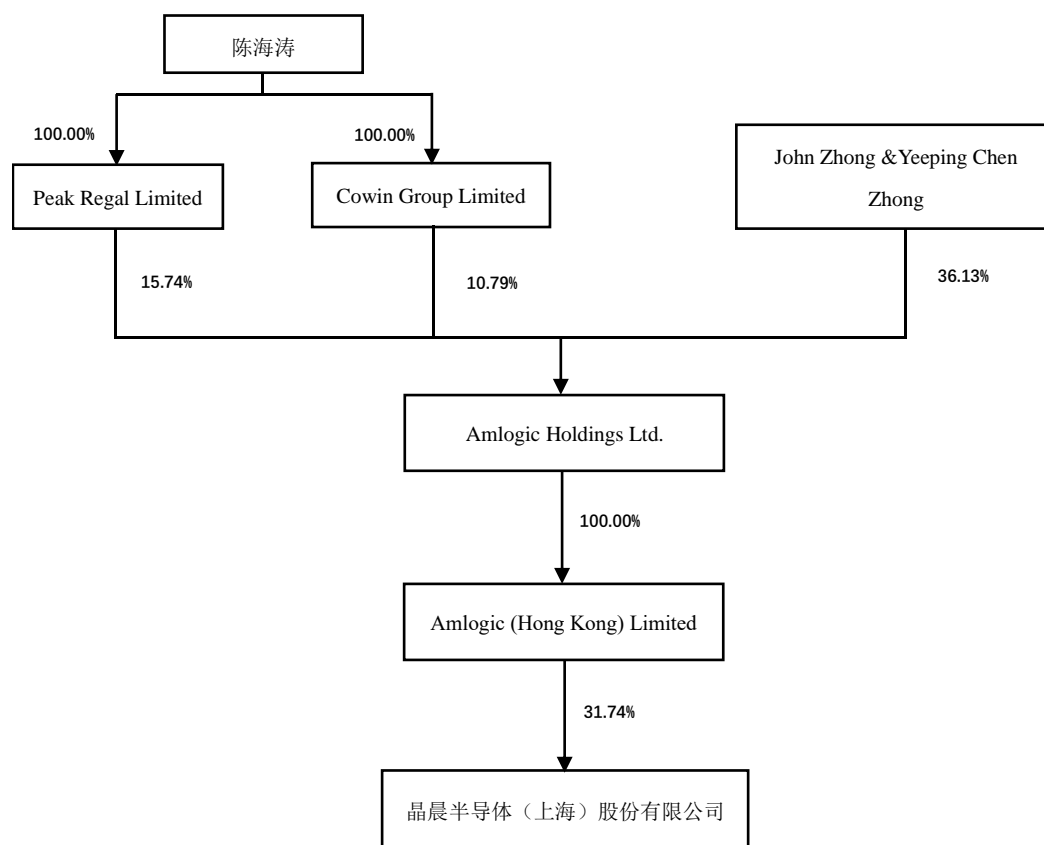 陈海涛
100.00%
100.00%
Peak Regal Limited
Cowin Group Limited
John Zhong &Yeeping Chen
Zhong
15.74%
10.79%
36.13%
Amlogic Holdings Ltd.
100.00%
Amlogic (Hong Kong) Limited
31.74%
晶晨半导体（上海）股份有限公司